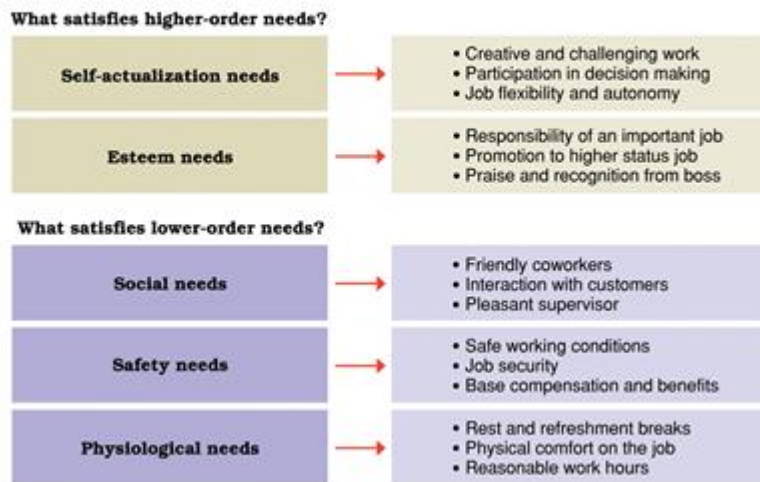 What satisfies higher-order needs?
Self-actualization needs
• Creative and challenging work
• Participation in decision making
• Job flexibility and autonomy
Esteem needs
• Responsibility of an important job
• Promotion to higher status job
• Praise and recognition from boss
What satisfies lower-order needs?
Social needs
• Friendly coworkers
• Interaction with customers
• Pleasant supervisor
Safety needs
• Safe working conditions
• Job security
• Base compensation and benefits
Physiological needs
• Rest and refreshment breaks
• Physical comfort on the job
• Reasonable work hours